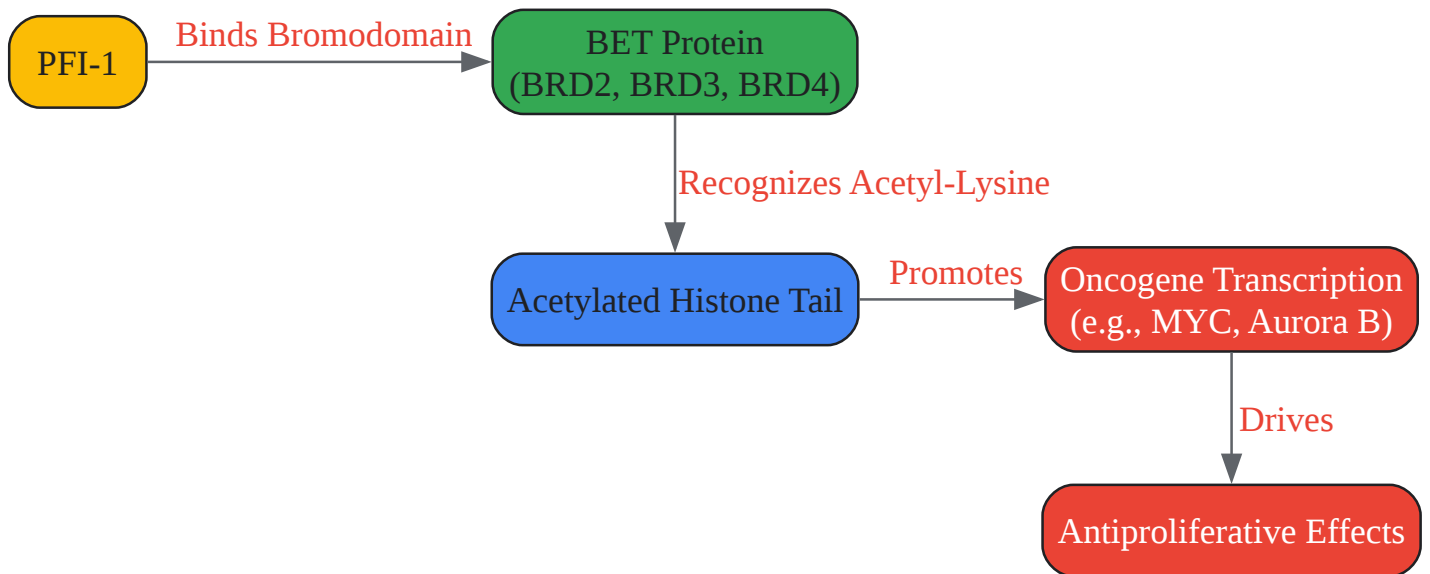 PFI-1
Binds Bromodomain
BET Protein
(BRD2, BRD3, BRD4)
Recognizes Acetyl-Lysine
Acetylated Histone Tail
Promotes
Oncogene Transcription
(e.g., MYC, Aurora B)
Drives
Antiproliferative Effects